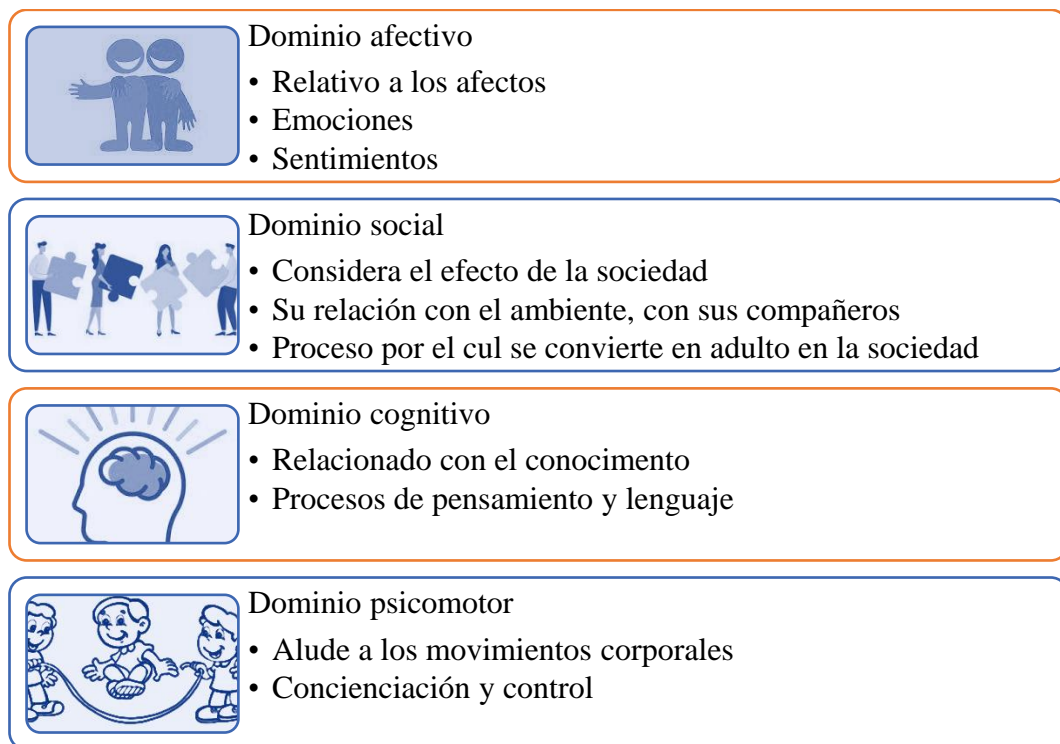 Dominio afectivo
• Relativo a los afectos
• Emociones
• Sentimientos
Dominio social
• Considera el efecto de la sociedad
• Su relación con el ambiente, con sus compañeros
• Proceso por el cul se convierte en adulto en la sociedad
Dominio cognitivo
• Relacionado con el conocimento
• Procesos de pensamiento y lenguaje
Dominio psicomotor
• Alude a los movimientos corporales
• Concienciación y control